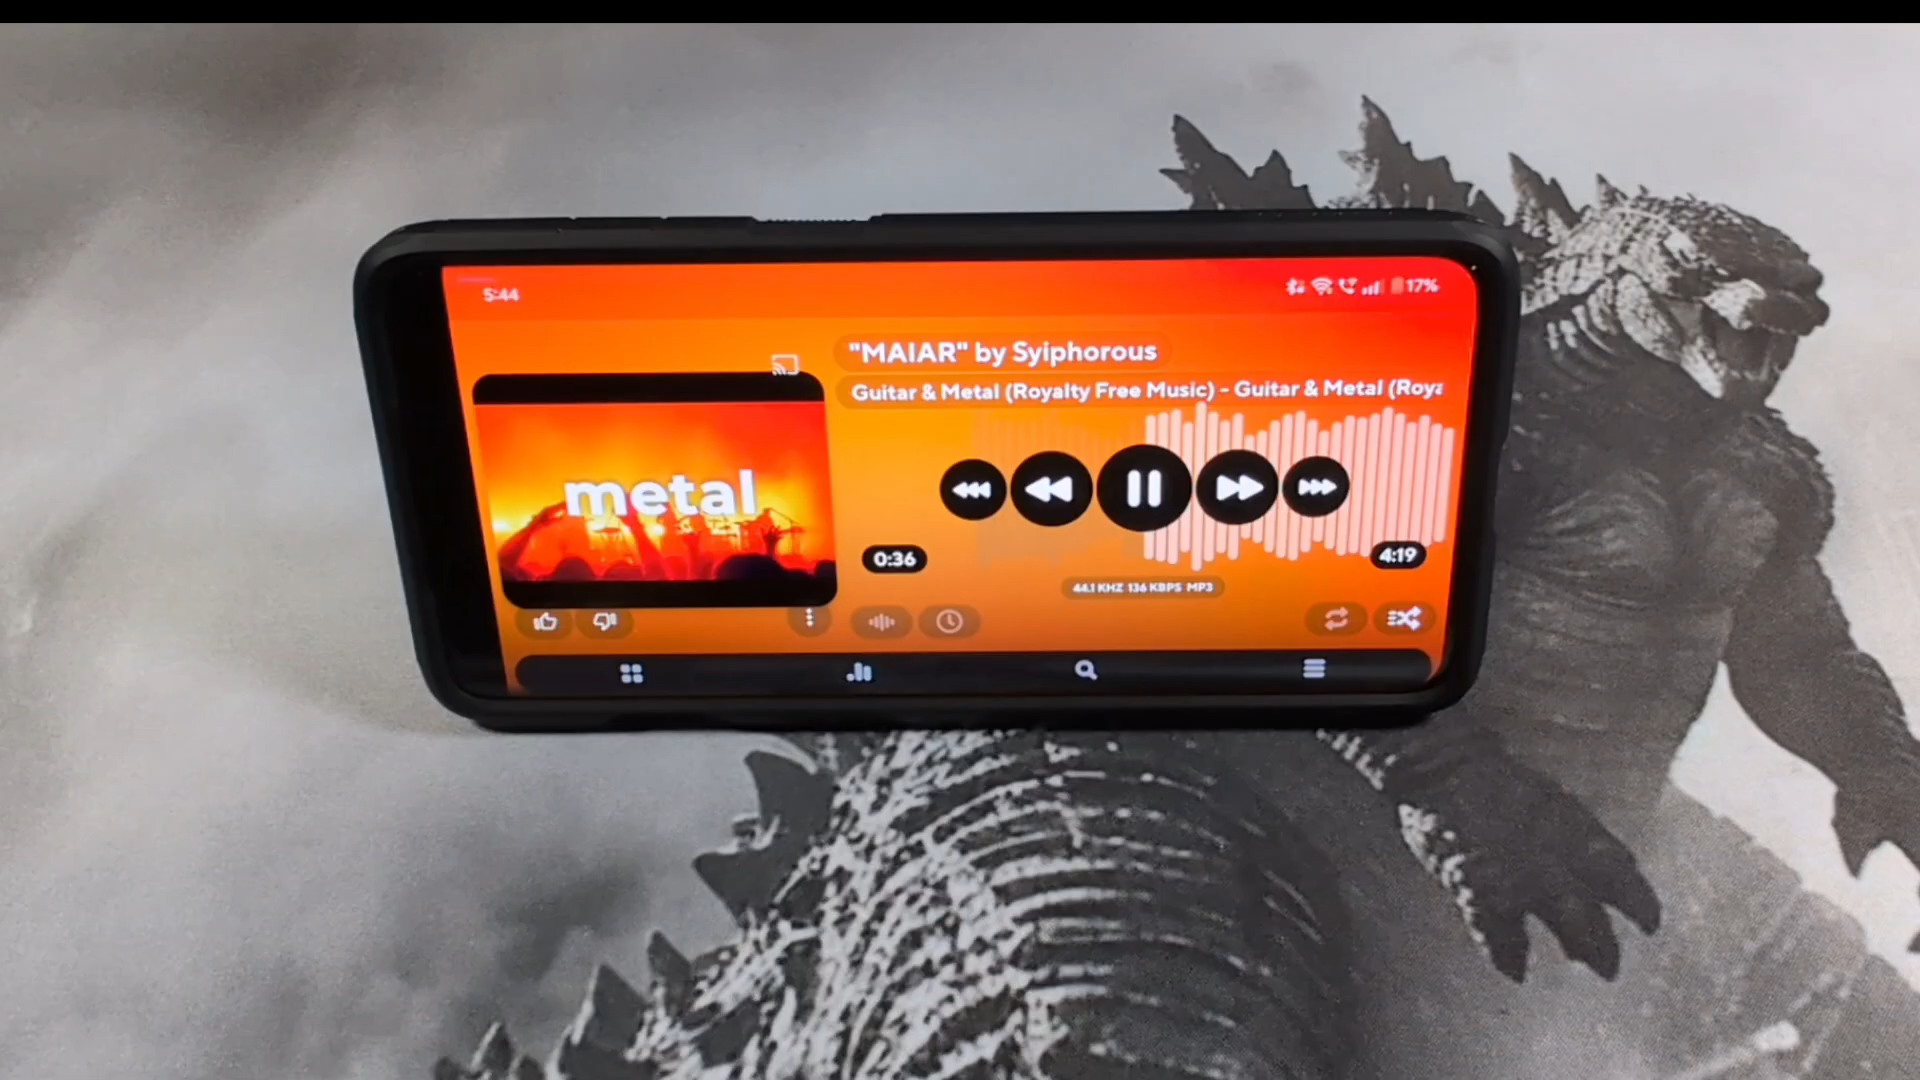 5:44
17%
"MAIAR" by Syiphorous
Guitar & Metal (Royalty Free Music) - Guitar & Metal (Roya
metal
0:36
4:19
44.1 KHZ 136 KBPS MP3